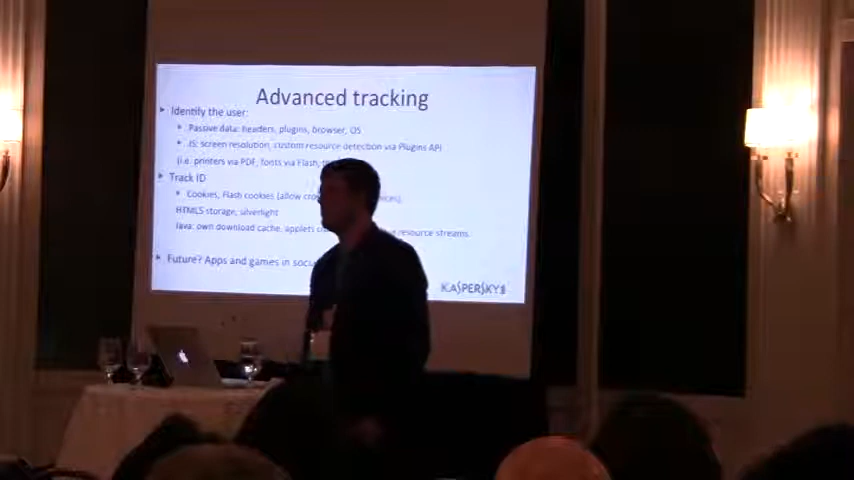 Advanced tracking
Identify the user:
Passive data: headers, plugins, browser, OS
JS: screen resolution, custom resource detection via Plugins API
(i.e. printers via PDF, fonts via Flash,
Track ID
Cookies, Flash cookies (allow
HTML5 storage, silverlight
Java: own download cache, applets resource streams.
Future? Apps and games in
KASPERSKY